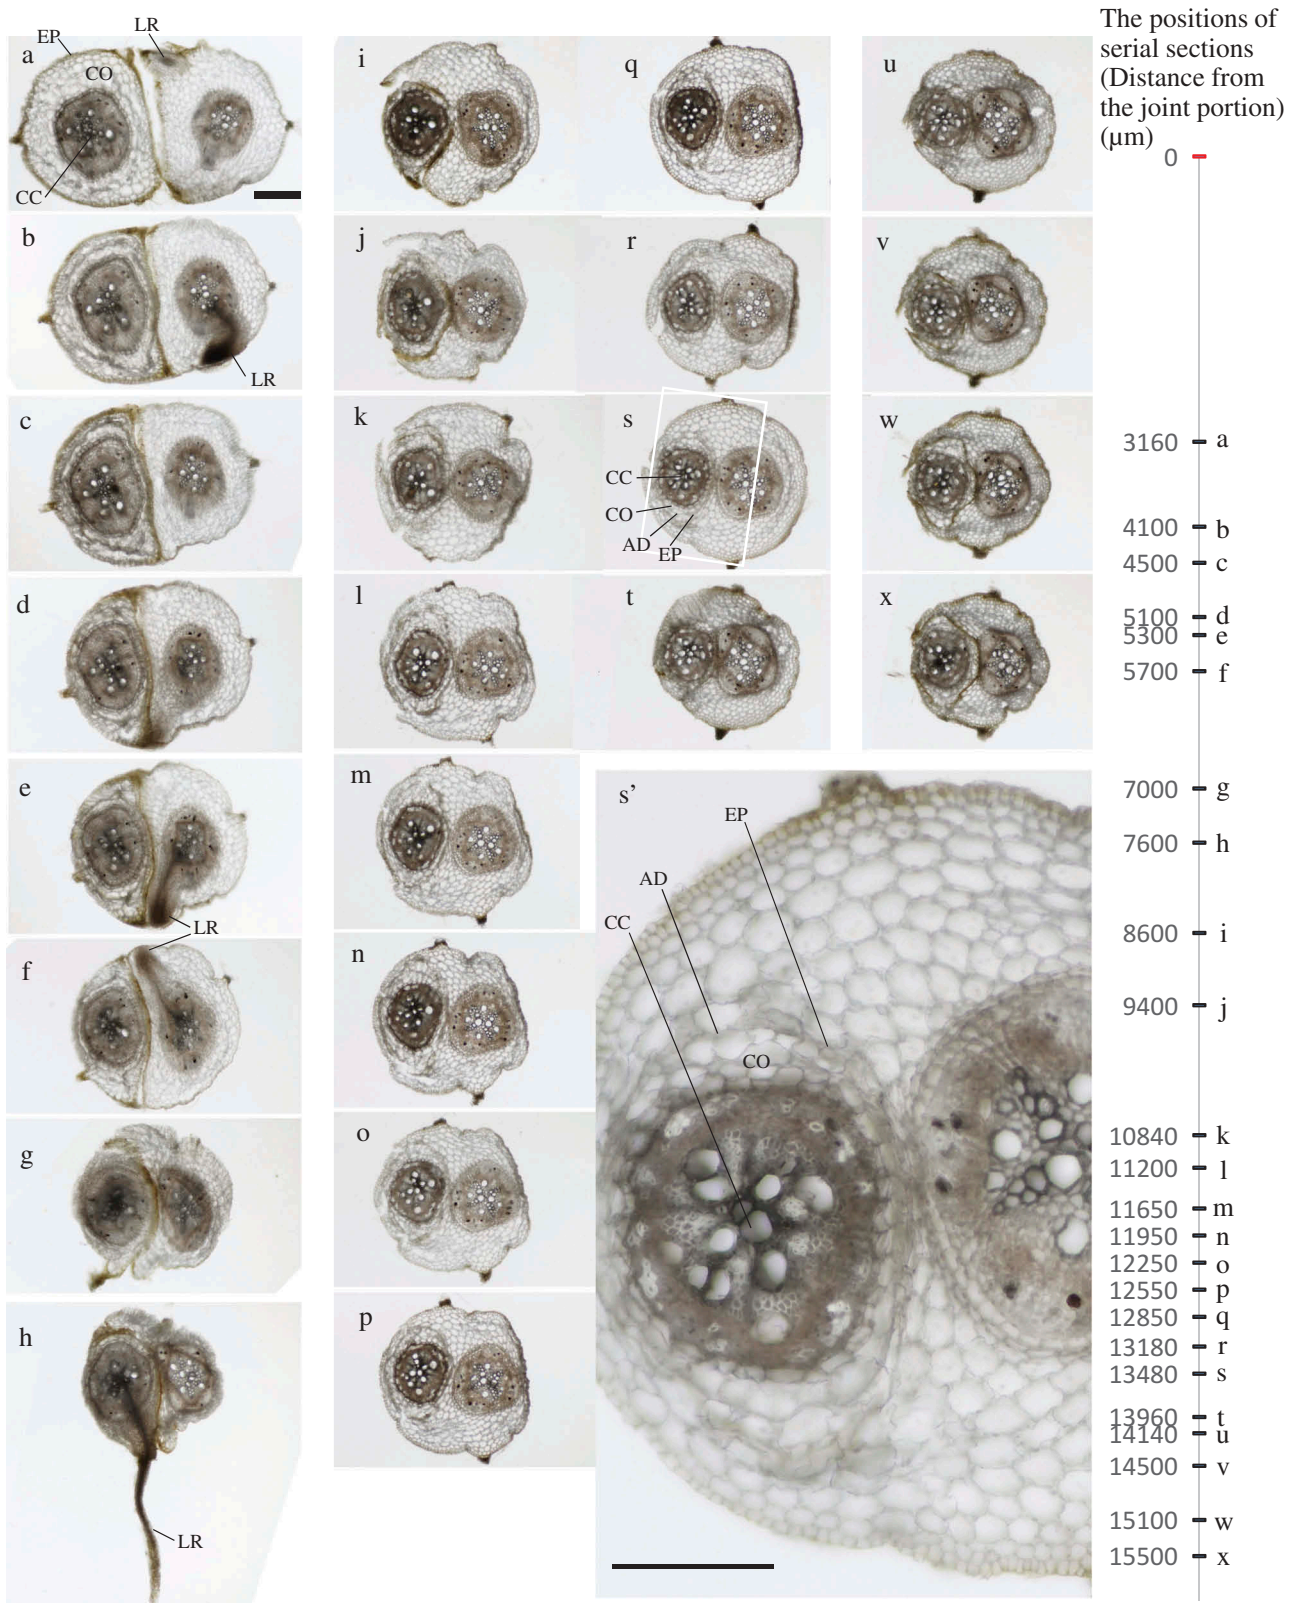 a
EP
LR
CO
CC
b
LR
c
d
e
LR
f
g
h
LR
i
j
k
l
m
n
o
p
q
r
s
CC
CO
AD
EP
t
u
v
w
x
s’
EP
AD
CC
CO
The positions of
serial sections
(Distance from
the joint portion)
(µm)
0
3160 a
4100 b
4500 c
5100 d
5300 e
5700 f
7000 g
7600 h
8600 i
9400 j
10840 k
11200 l
11650 m
11950 n
12250 o
12550 p
12850 q
13180 r
13480 s
13960 t
14140 u
14500 v
15100 w
15500 x